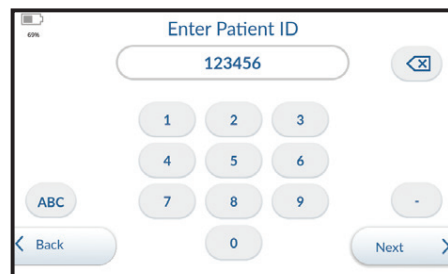 69%
Enter Patient ID
123456
1 2 3
4 5 6
ABC 7 8 9 -
Back 0 Next